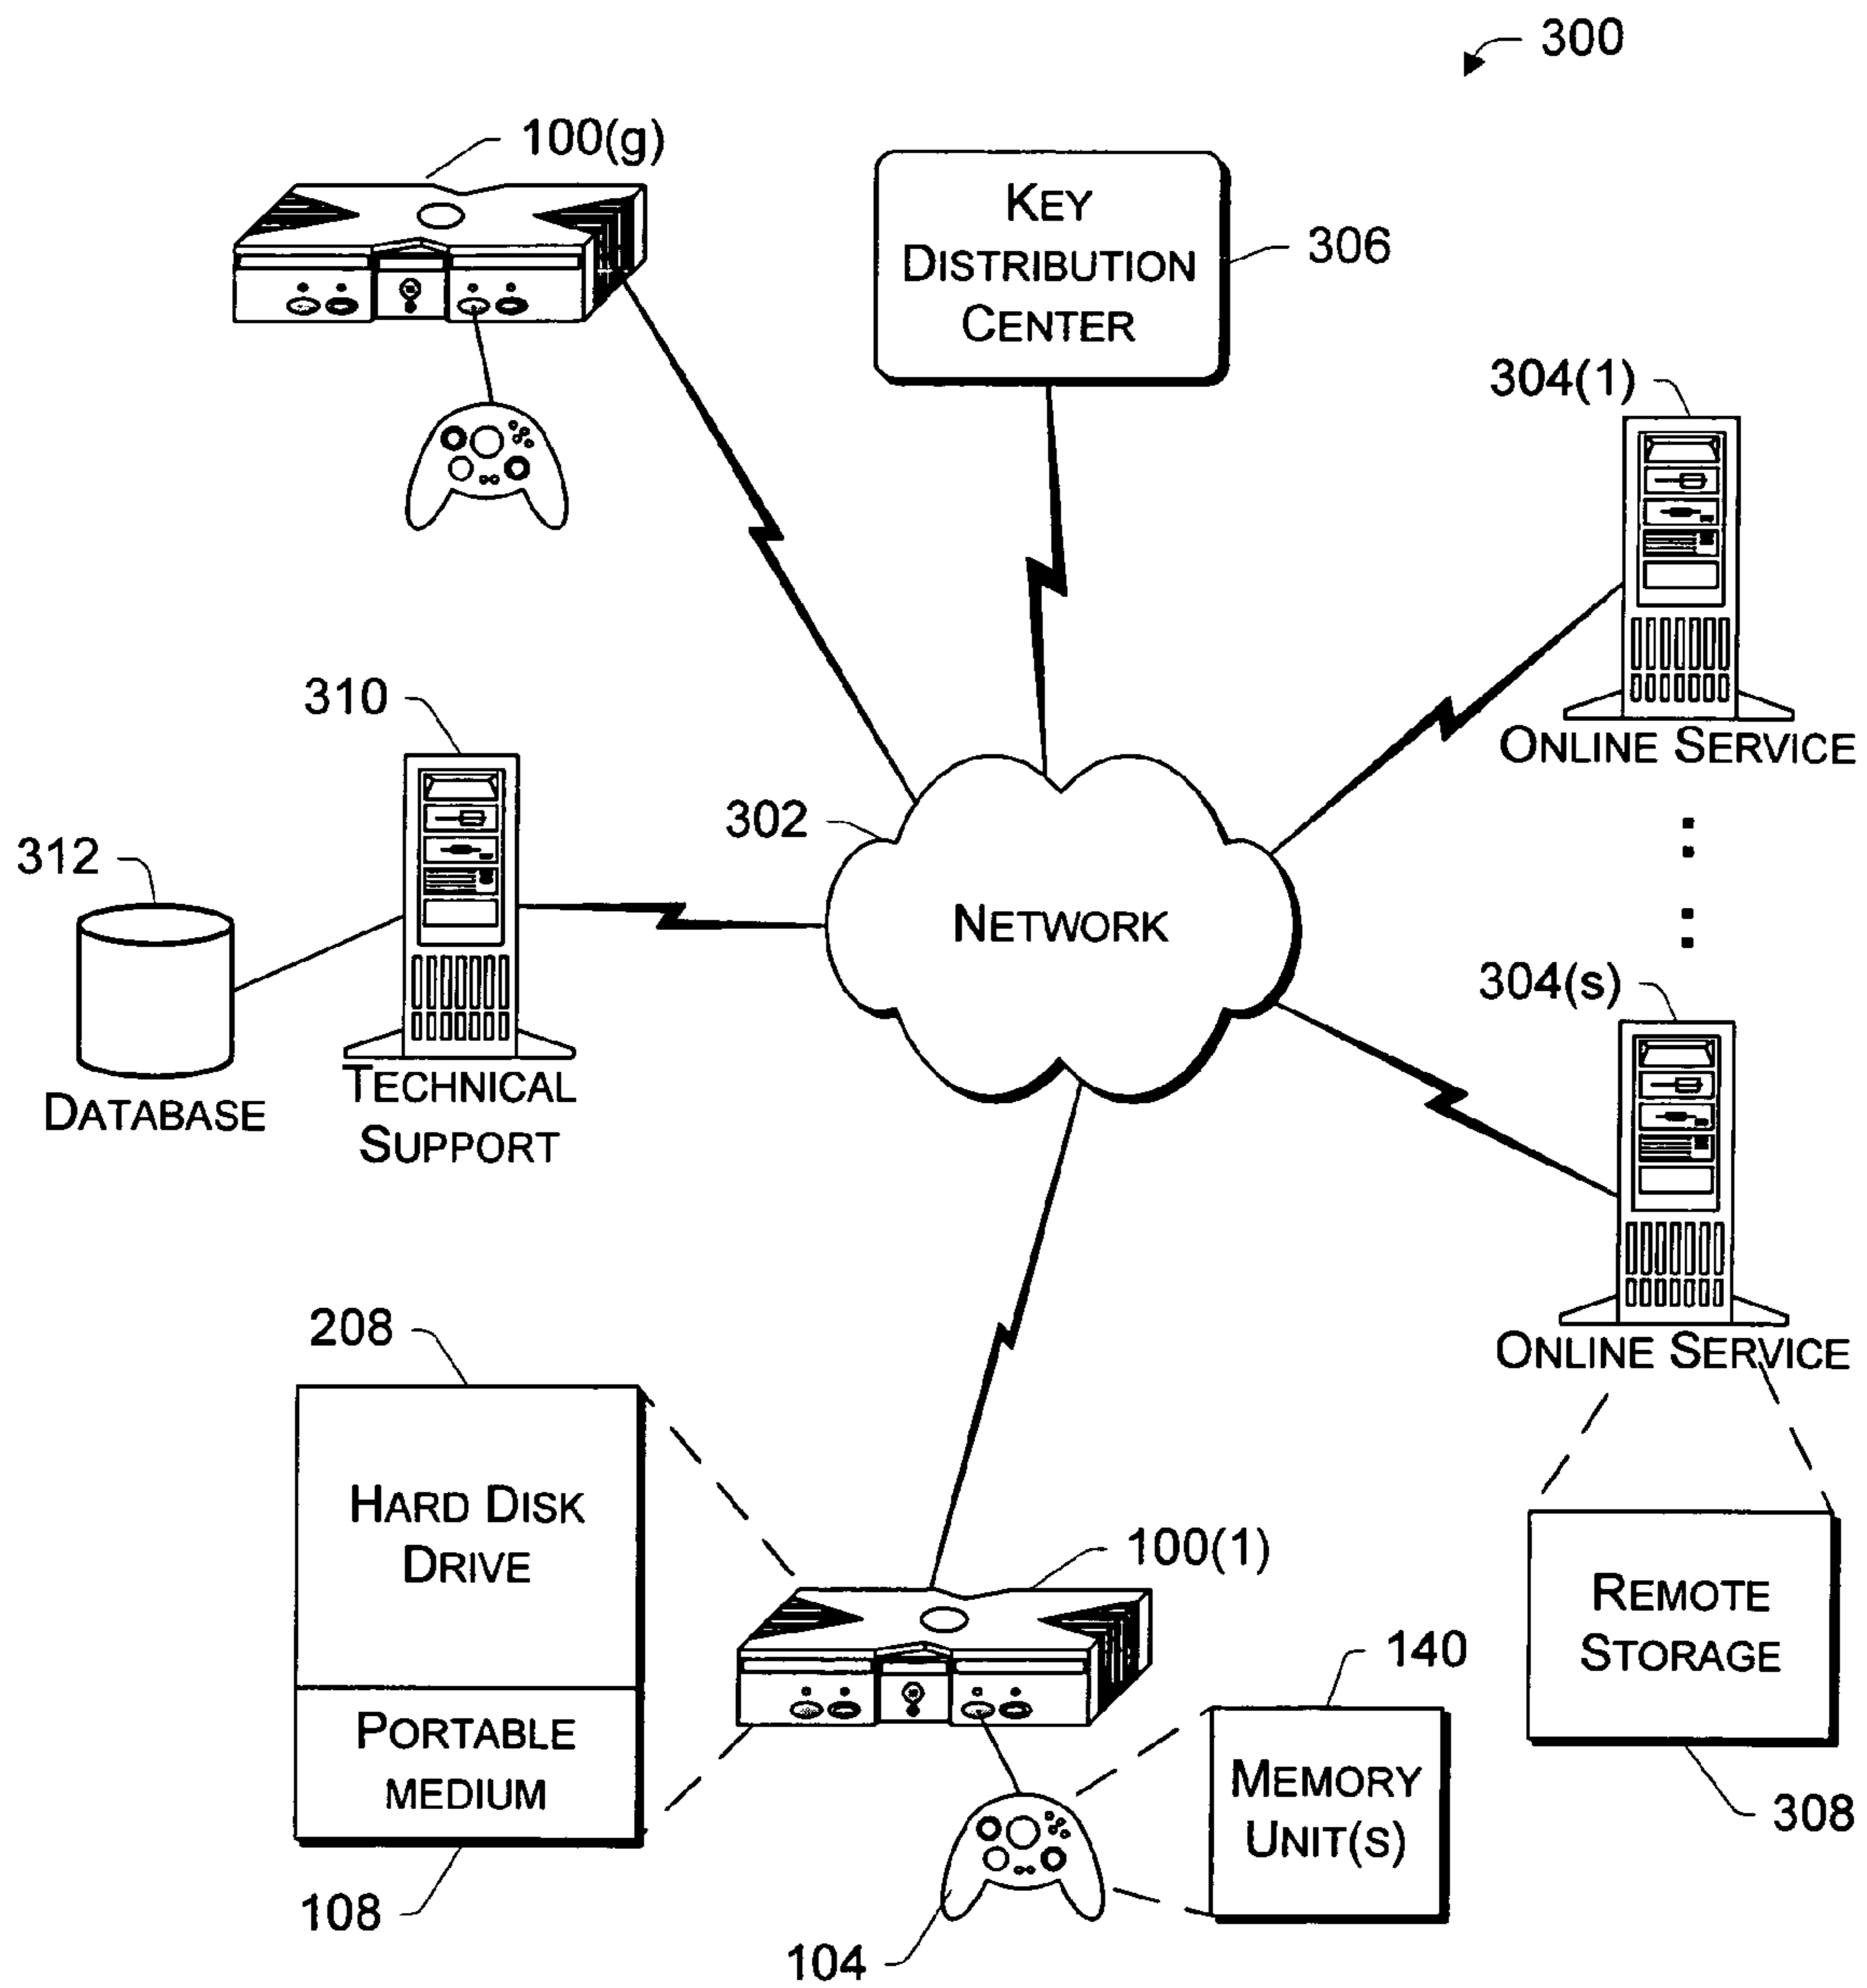 300
100(g)
KEY
DISTRIBUTION
CENTER
306
304(1)
ONLINE SERVICE
310
302
312
NETWORK
304(s)
TECHNICAL
SUPPORT
DATABASE
ONLINE SERVICE
208
HARD DISK
DRIVE
100(1)
REMOTE
STORAGE
140
PORTABLE
MEDIUM
MEMORY
UNIT(S)
308
108
104